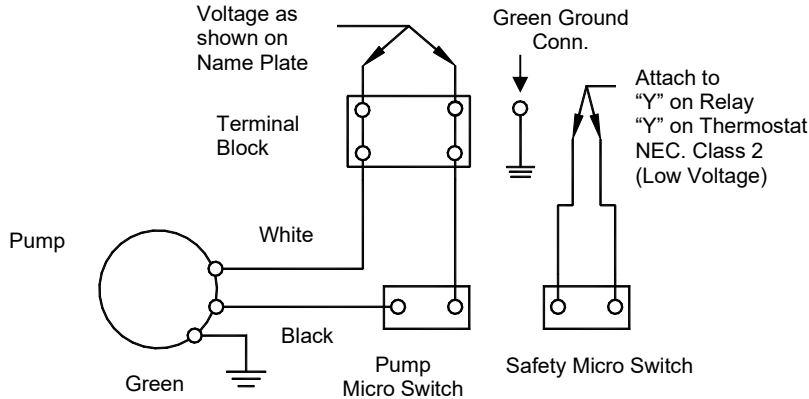 Voltage as
shown on
Name Plate
Green Ground
Conn.
Attach to
“Y” on Relay
“Y” on Thermostat
NEC. Class 2
(Low Voltage)
Terminal
Block
Pump
White
Black
Green
Pump
Micro Switch
Safety Micro Switch